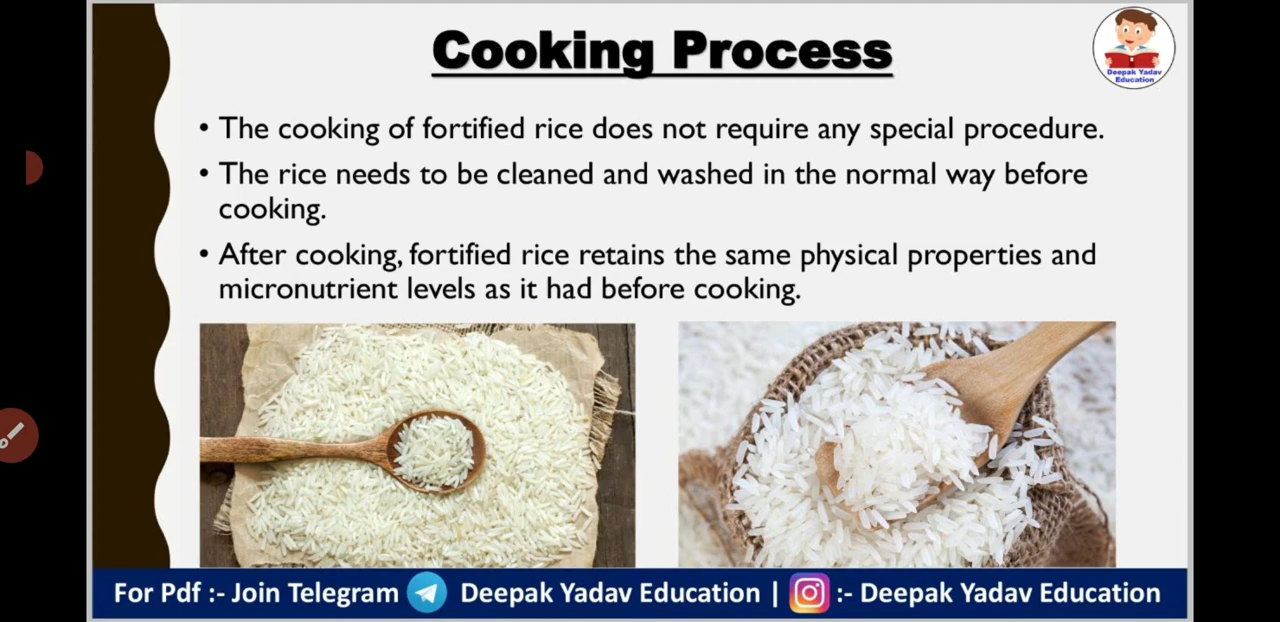 Cooking Process
Deepak Yadav
Education
• The cooking of fortified rice does not require any special procedure.
• The rice needs to be cleaned and washed in the normal way before
cooking.
• After cooking, fortified rice retains the same physical properties and
micronutrient levels as it had before cooking.
For Pdf :- Join Telegram Deepak Yadav Education | :- Deepak Yadav Education